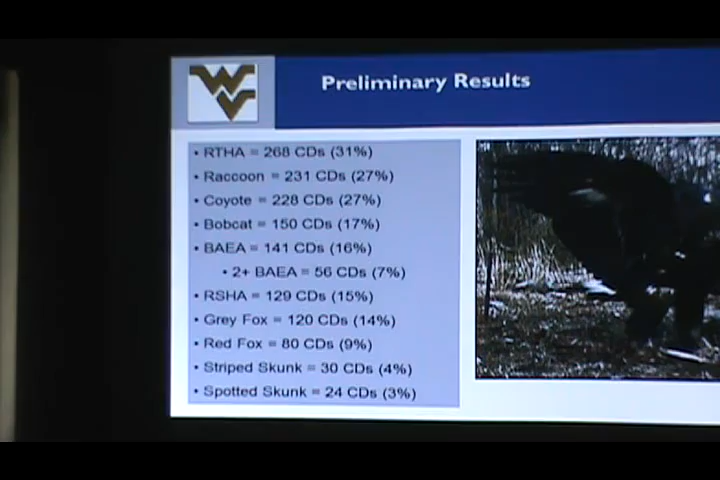 Preliminary Results
• RTHA = 268 CDs (31%)
• Raccoon = 231 CDs (27%)
• Coyote = 228 CDs (27%)
• Bobcat = 150 CDs (17%)
• BAEA = 141 CDs (16%)
• 2+ BAEA = 56 CDs (7%)
• RSHA = 129 CDs (15%)
• Grey Fox = 120 CDs (14%)
• Red Fox = 80 CDs (9%)
• Striped Skunk = 30 CDs (4%)
• Spotted Skunk = 24 CDs (3%)